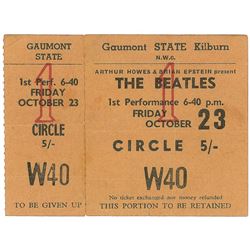 GAUMONT
STATE
1st Perf. 6-40
FRIDAY
OCTOBER 23
CIRCLE
5/-
W40
TO BE GIVEN UP
Gaumont STATE Kilburn
N.W.6.
ARTHUR HOWES & BRIAN EPSTEIN present
THE BEATLES
1st Performance 6-40 p.m.
FRIDAY
OCTOBER 23
CIRCLE 5/-
W40
No ticket exchanged nor money refunded
THIS PORTION TO BE RETAINED
1
1